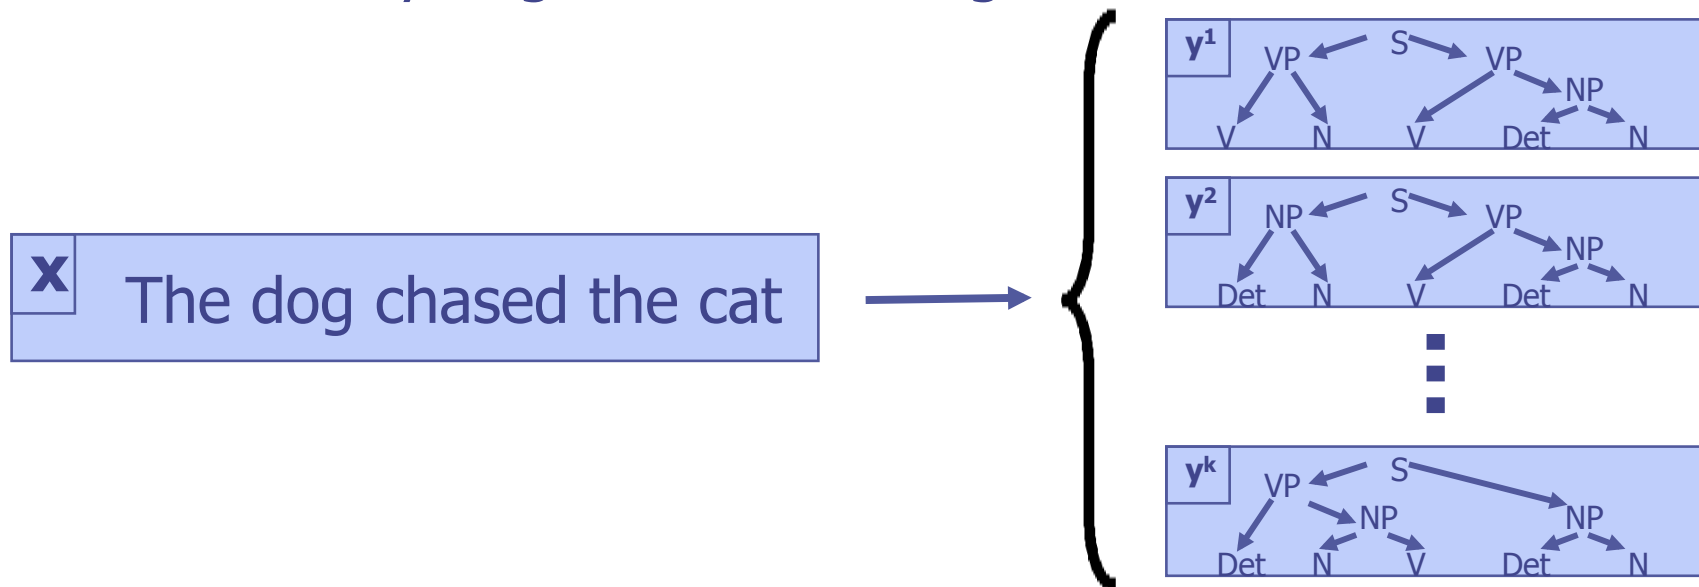 x
The dog chased the cat
y¹
S
VP VP
NP
V N V Det N
y²
S
NP VP
NP
Det N V Det N
yᵏ
S
VP
NP NP
Det N V Det N